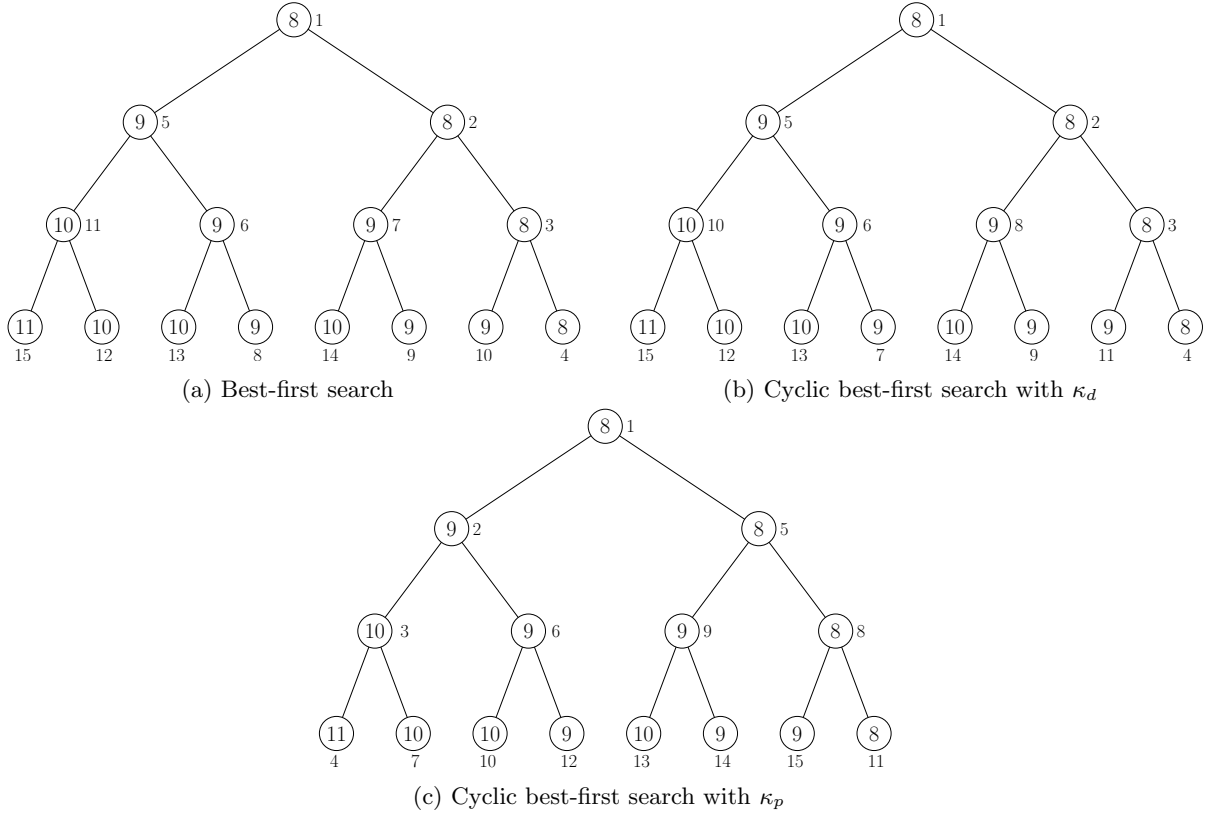 8 1 8 1
9 5 8 2 9 5 8 2
10 11 9 6 9 7 8 3 10 10 9 6 9 8 8 3
11 10 10 9 10 9 9 8 11 10 10 9 10 9 9 8
15 12 13 8 14 9 10 4 15 12 13 7 14 9 11 4
(a) Best-first search (b) Cyclic best-first search with κd
8 1
9 2 8 5
10 3 9 6 9 9 8 8
11 10 10 9 10 9 9 8
4 7 10 12 13 14 15 11
(c) Cyclic best-first search with κp